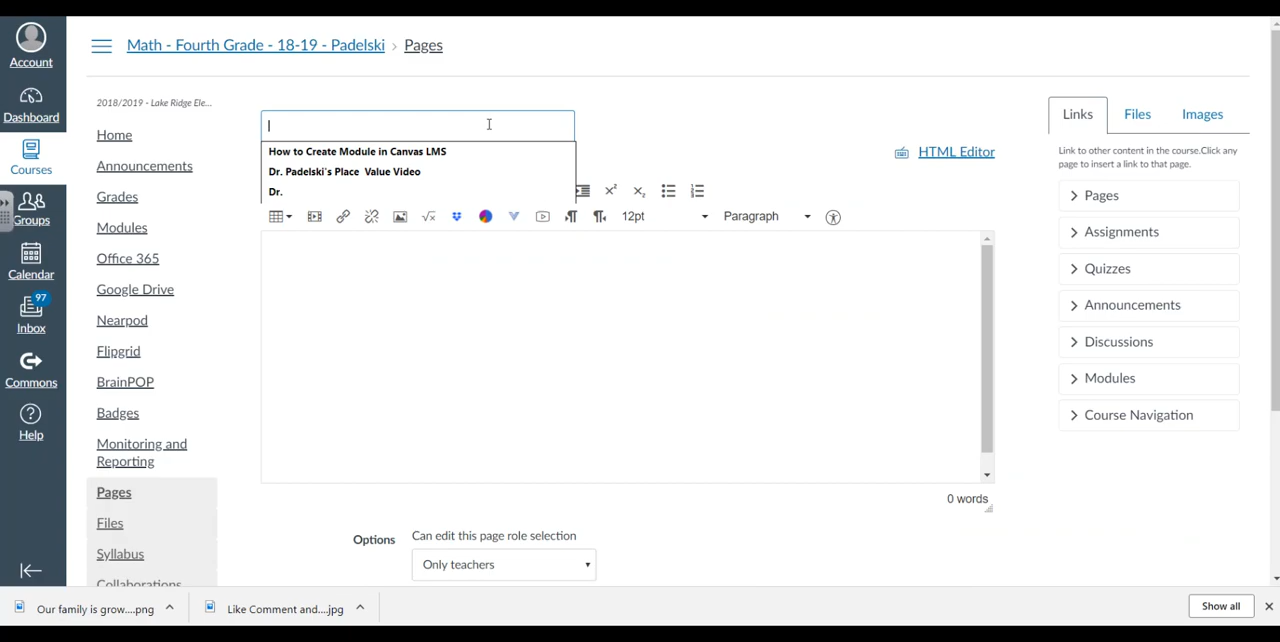 Account
Dashboard
Courses
Groups
Calendar
97
Inbox
Commons
Help
Math - Fourth Grade - 18-19 - Padelski › Pages
2018/2019 - Lake Ridge Ele...
Home
Announcements
Grades
Modules
Office 365
Google Drive
Nearpod
Flipgrid
BrainPOP
Badges
Monitoring and
Reporting
Pages
Files
Syllabus
Collaborations
How to Create Module in Canvas LMS
Dr. Padelski's Place Value Video
Dr.
HTML Editor
12pt
Paragraph
0 words
Options
Can edit this page role selection
Only teachers
Links
Files
Images
Link to other content in the course.Click any
page to insert a link to that page.
Pages
Assignments
Quizzes
Announcements
Discussions
Modules
Course Navigation
Our family is grow....png
Like Comment and....jpg
Show all